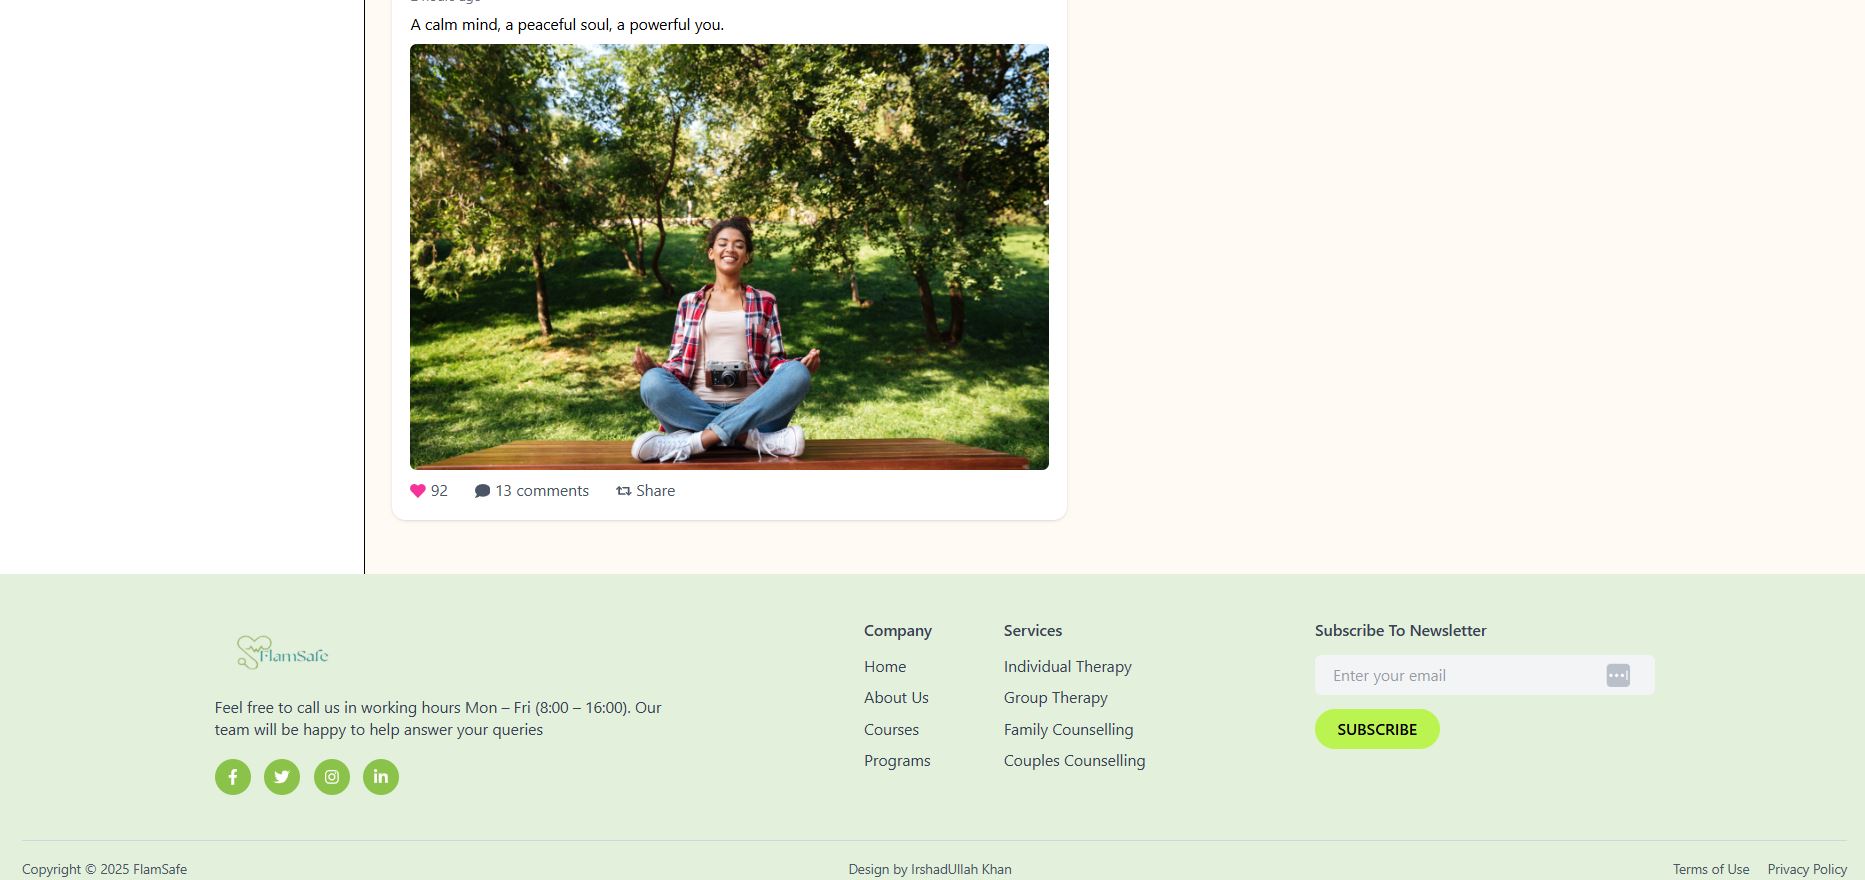 2 hours ago
A calm mind, a peaceful soul, a powerful you.
92 13 comments Share
FlamSafe
Feel free to call us in working hours Mon – Fri (8:00 – 16:00). Our
team will be happy to help answer your queries
Company
Home
About Us
Courses
Programs
Services
Individual Therapy
Group Therapy
Family Counselling
Couples Counselling
Subscribe To Newsletter
Enter your email
SUBSCRIBE
Copyright © 2025 FlamSafe
Design by IrshadUllah Khan
Terms of Use Privacy Policy